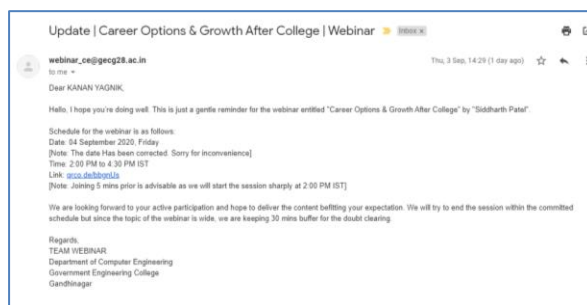 Update | Career Options & Growth After College | Webinar
Inbox x
webinar_ce@gecg28.ac.in
Thu, 3 Sep, 14:29 (1 day ago)
to me
Dear KANAN YAGNIK,
Hello, I hope you're doing well. This is just a gentle reminder for the webinar entitled "Career Options & Growth After College" by "Siddharth Patel".
Schedule for the webinar is as follows:
Date: 04 September 2020, Friday
[Note: The date Has been corrected. Sorry for inconvenience]
Time: 2:00 PM to 4:30 PM IST
Link: qrco.de/bbgnUs
[Note: Joining 5 mins prior is advisable as we will start the session sharply at 2:00 PM IST]
We are looking forward to your active participation and hope to deliver the content befitting your expectation. We will try to end the session within the committed
schedule but since the topic of the webinar is wide, we are keeping 30 mins buffer for the doubt clearing.
Regards,
TEAM WEBINAR
Department of Computer Engineering
Government Engineering College
Gandhinagar